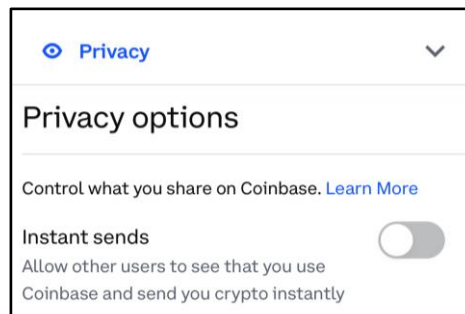 Privacy
Privacy options
Control what you share on Coinbase. Learn More
Instant sends
Allow other users to see that you use
Coinbase and send you crypto instantly